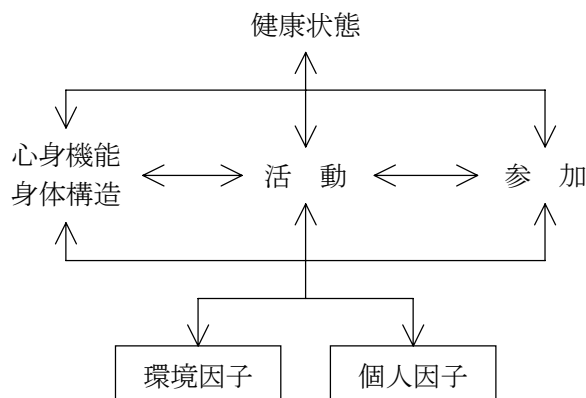 健康状態
心身機能
身体構造
活　動
参　加
環境因子
個人因子